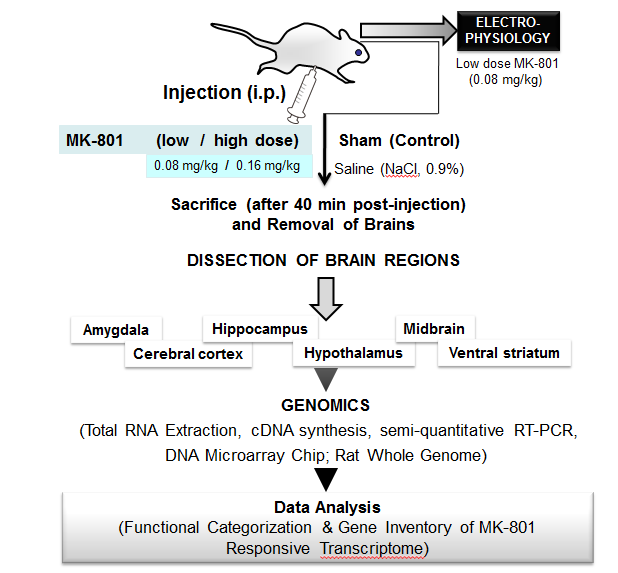 ELECTRO-
PHYSIOLOGY
Low dose MK-801
(0.08 mg/kg)
Injection (i.p.)
MK-801 (low / high dose)
0.08 mg/kg / 0.16 mg/kg
Sham (Control)
Saline (NaCl, 0.9%)
Sacrifice (after 40 min post-injection)
and Removal of Brains
DISSECTION OF BRAIN REGIONS
Amygdala
Hippocampus
Midbrain
Cerebral cortex
Hypothalamus
Ventral striatum
GENOMICS
(Total RNA Extraction, cDNA synthesis, semi-quantitative RT-PCR,
DNA Microarray Chip; Rat Whole Genome)
Data Analysis
(Functional Categorization & Gene Inventory of MK-801
Responsive Transcriptome)